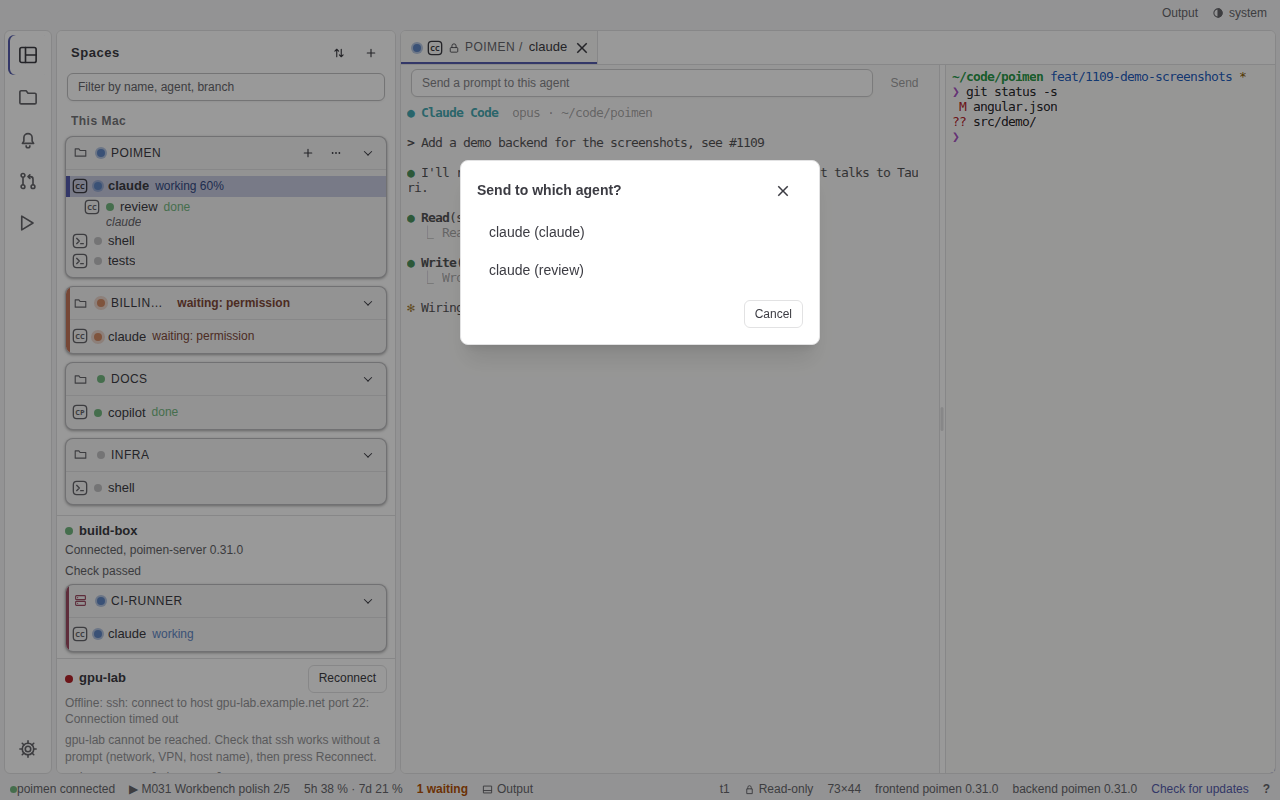 Output system
Spaces
Filter by name, agent, branch
This Mac
POIMEN
claude working 60%
review done
claude
shell
tests
BILLIN… waiting: permission
claude waiting: permission
DOCS
copilot done
INFRA
shell
build-box
Connected, poimen-server 0.31.0
Check passed
CI-RUNNER
claude working
gpu-lab
Reconnect
Offline: ssh: connect to host gpu-lab.example.net port 22:
Connection timed out
gpu-lab cannot be reached. Check that ssh works without a
prompt (network, VPN, host name), then press Reconnect.
POIMEN / claude
Send a prompt to this agent
Send
● Claude Code opus · ~/code/poimen
> Add a demo backend for the screenshots, see #1109
● I'll t talks to Tau
ri.
● Read(
● Write(
✻ Wiring
~/code/poimen feat/1109-demo-screenshots *
❯ git status -s
M angular.json
?? src/demo/
❯
Send to which agent?
claude (claude)
claude (review)
Cancel
poimen connected ▶ M031 Workbench polish 2/5 5h 38 % · 7d 21 % 1 waiting Output t1 Read-only 73×44 frontend poimen 0.31.0 backend poimen 0.31.0 Check for updates ?